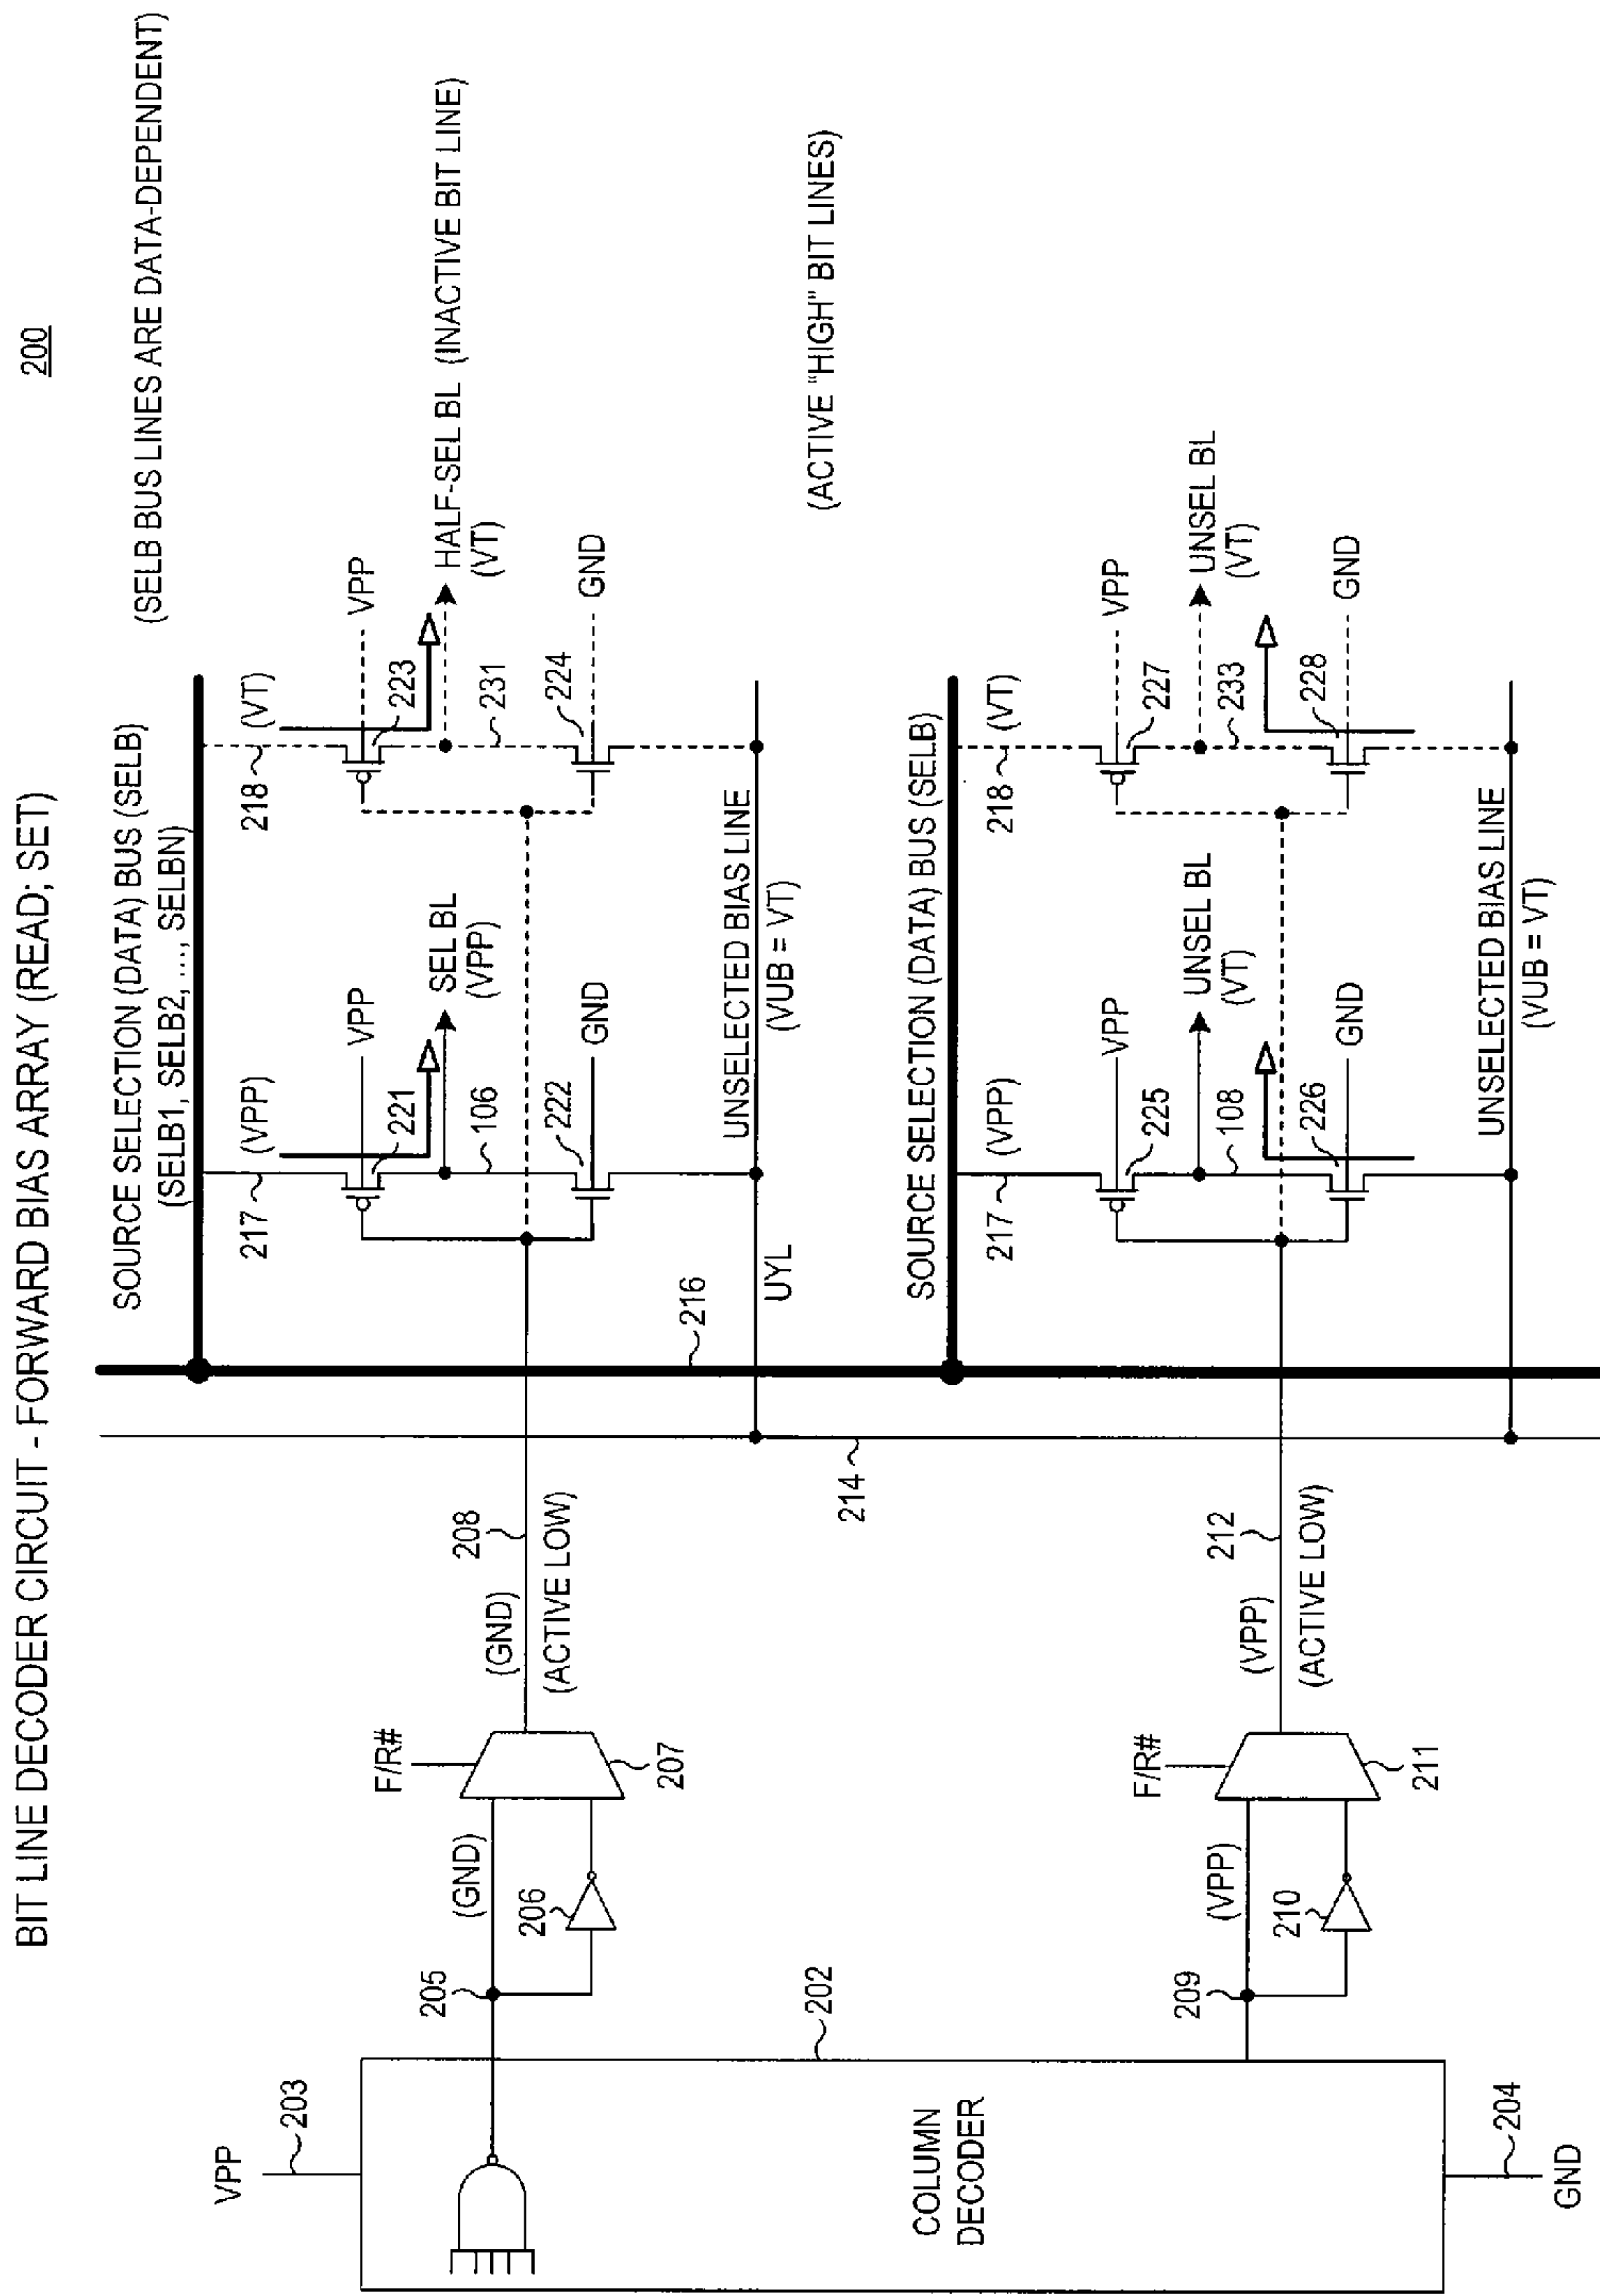 BIT LINE DECODER CIRCUIT - FORWARD BIAS ARRAY (READ; SET)
200
(SELB BUS LINES ARE DATA-DEPENDENT)
SOURCE SELECTION (DATA) BUS (SELB)
(SELB1, SELB2, ..., SELBN)
VPP
203
217
(VPP)
218
(VT)
F/R#
VPP
221
VPP
223
205
(GND)
208
(GND)
106
SEL BL
(VPP)
231
HALF-SEL BL (INACTIVE BIT LINE)
(VT)
206
(ACTIVE LOW)
222
GND
224
GND
207
216
UYL
UNSELECTED BIAS LINE
(VUB = VT)
202
214
(ACTIVE "HIGH" BIT LINES)
COLUMN
DECODER
SOURCE SELECTION (DATA) BUS (SELB)
217
(VPP)
218
(VT)
F/R#
VPP
225
VPP
227
209
(VPP)
212
(VPP)
108
UNSEL BL
(VT)
233
UNSEL BL
(VT)
210
(ACTIVE LOW)
226
GND
228
GND
211
204
GND
UNSELECTED BIAS LINE
(VUB = VT)